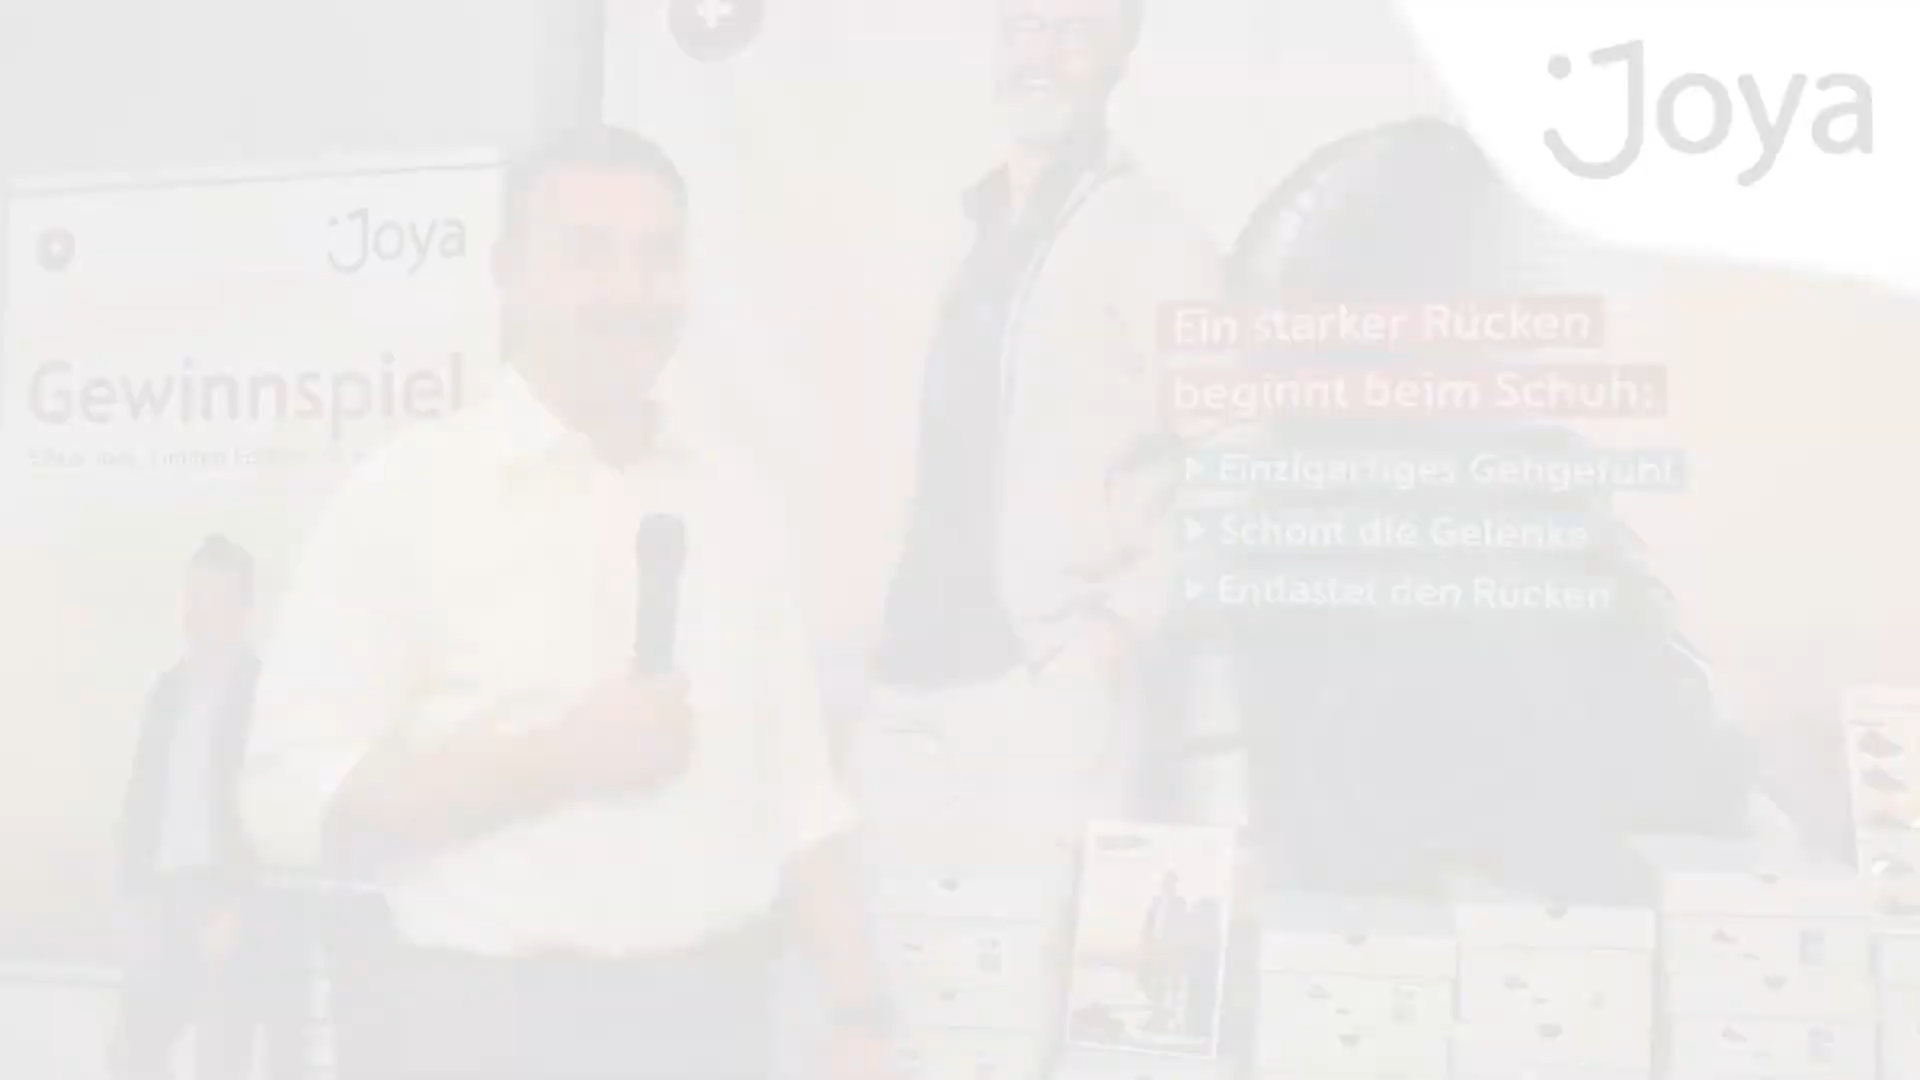 Joya
Joya
Gewinnspiel
Ein starker Rücken
beginnt beim Schuh:
Einzigartiges Gehgefühl
Schont die Gelenke
Entlastet den Rücken